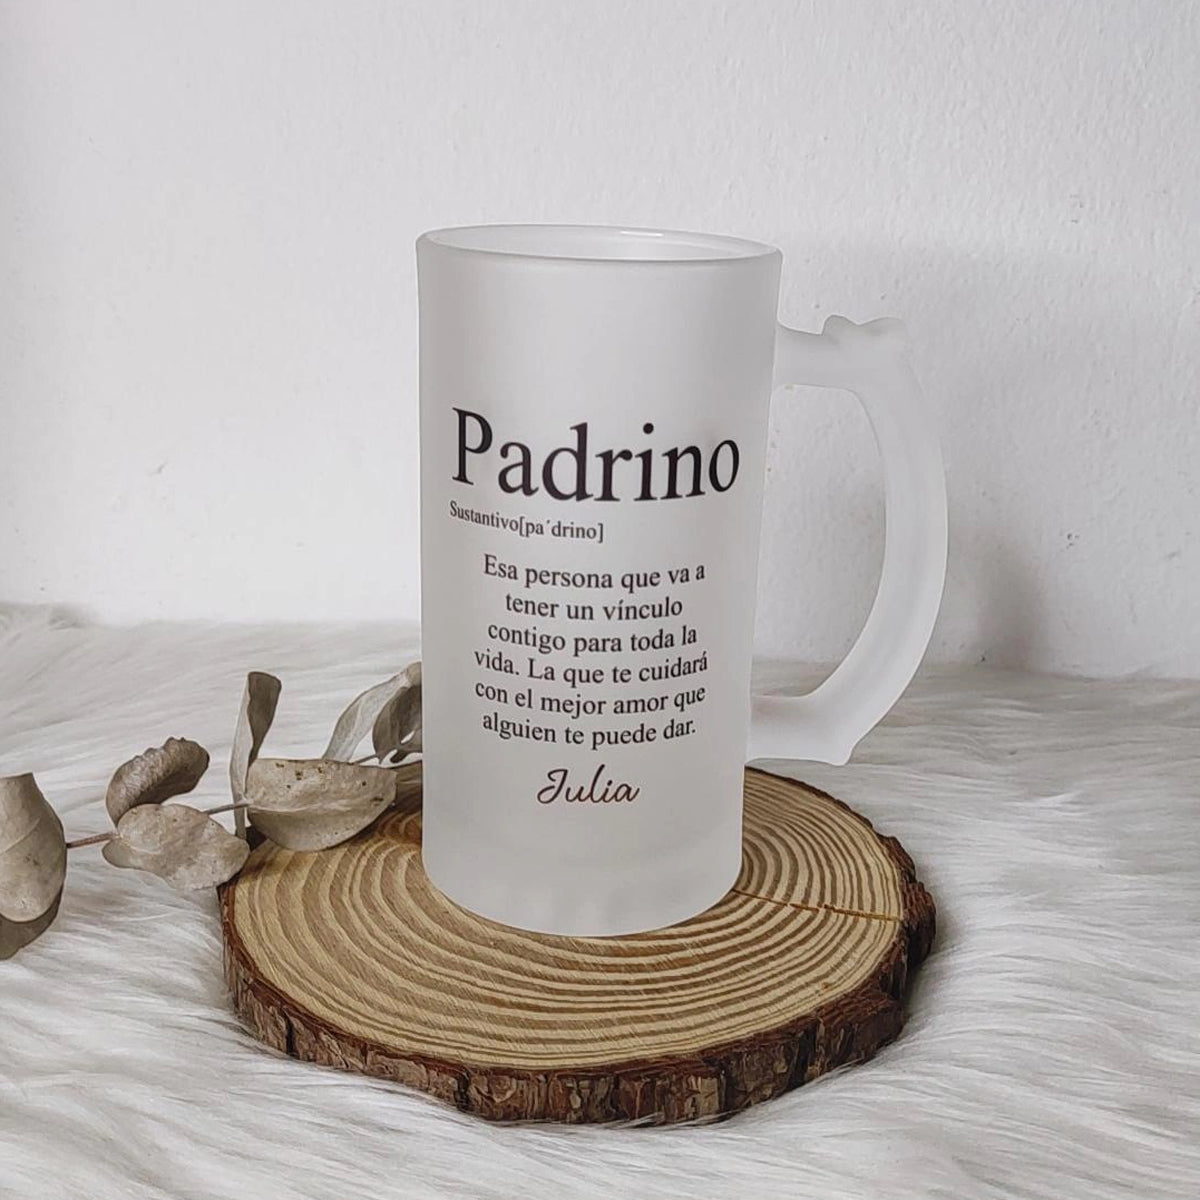 Padrino
Sustantivo[pa´drino]
Esa persona que va a
tener un vínculo
contigo para toda la
vida. La que te cuidará
con el mejor amor que
alguien te puede dar.
Julia